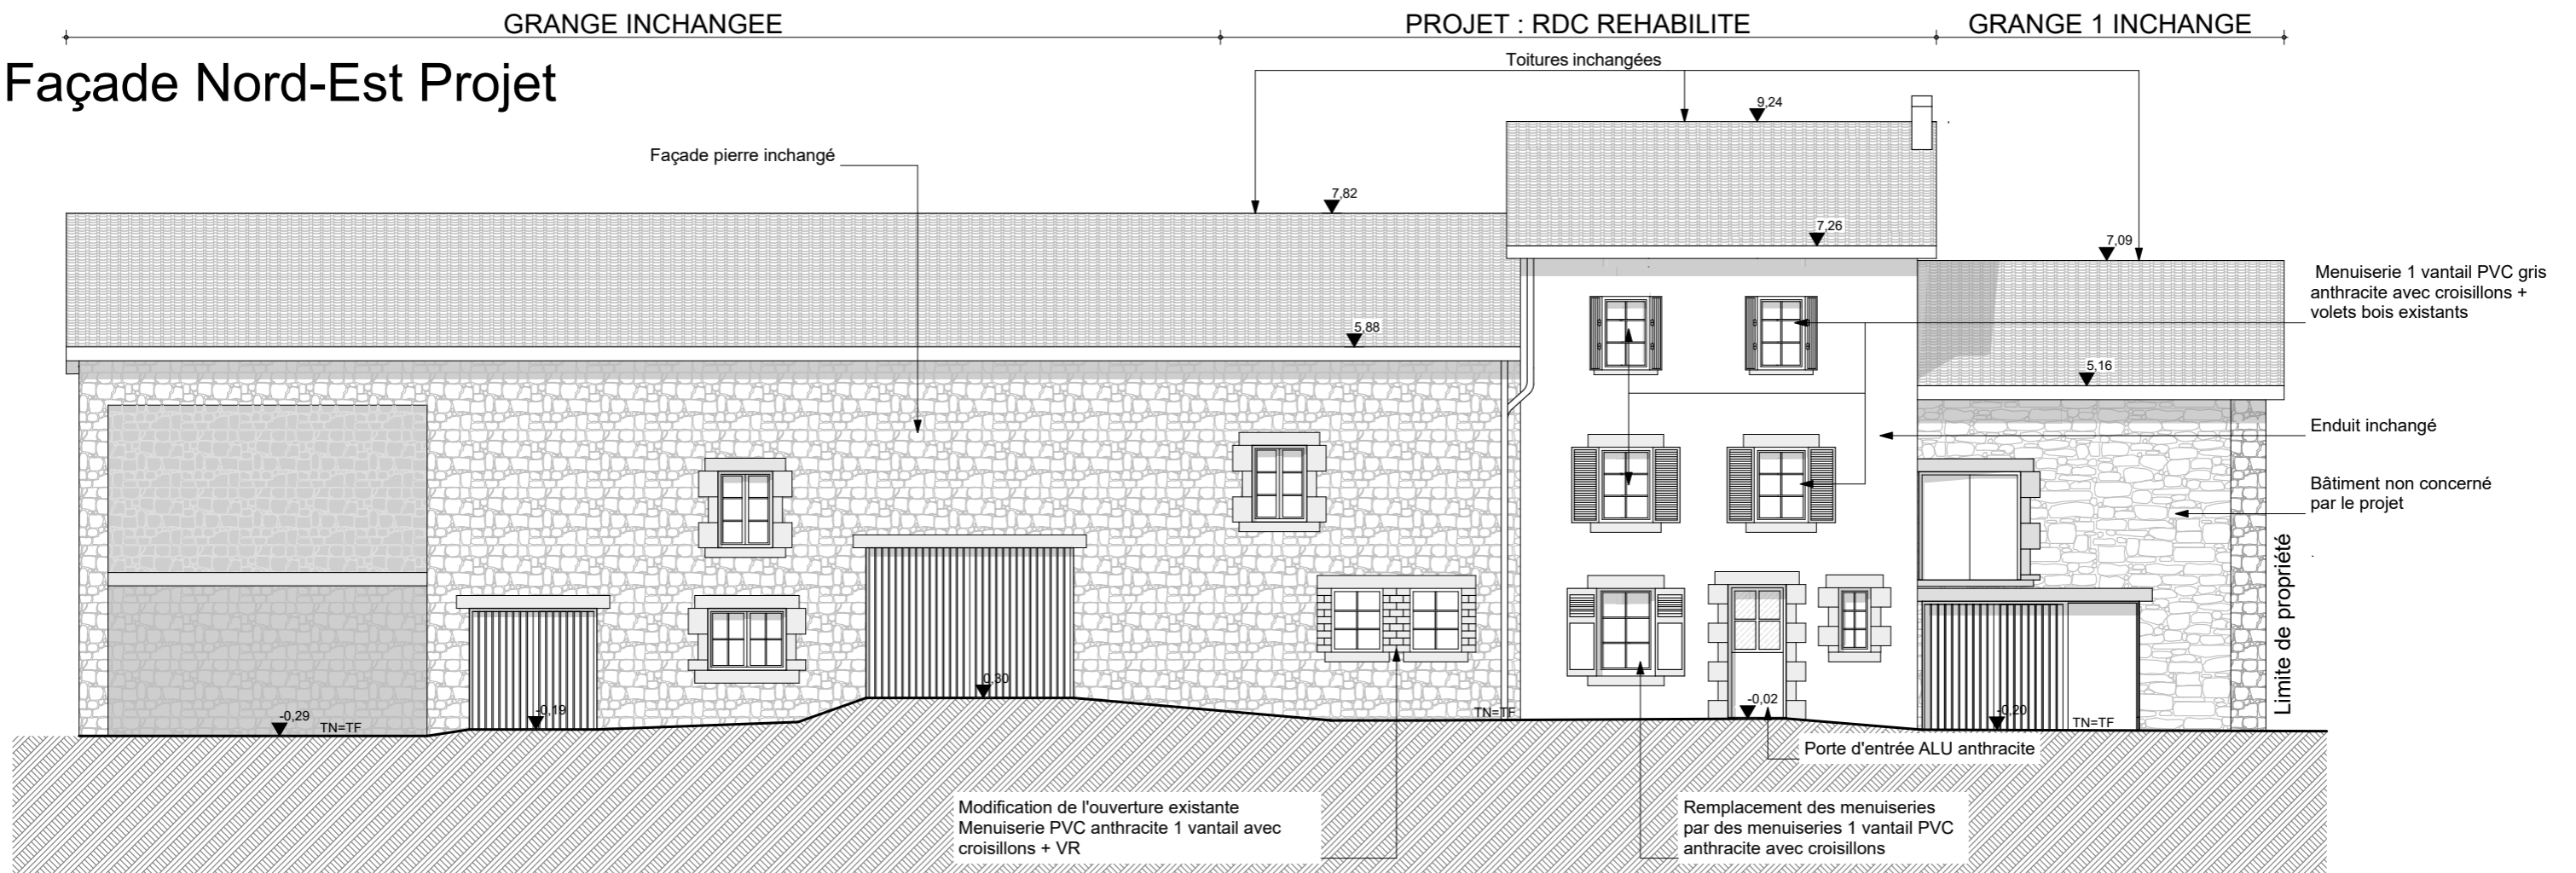 GRANGE INCHANGEE
PROJET : RDC REHABILITE
GRANGE 1 INCHANGE
Façade Nord-Est Projet
Toitures inchangées
9,24
Façade pierre inchangé
7,82
7,26
7,09
Menuiserie 1 vantail PVC gris
anthracite avec croisillons +
volets bois existants
5,88
5,16
Enduit inchangé
Bâtiment non concerné
par le projet
Limite de propriété
0,30
-0,29
TN=TF
-0,19
TN=TF
-0,02
-0,20
TN=TF
Porte d'entrée ALU anthracite
Modification de l'ouverture existante
Menuiserie PVC anthracite 1 vantail avec
croisillons + VR
Remplacement des menuiseries
par des menuiseries 1 vantail PVC
anthracite avec croisillons